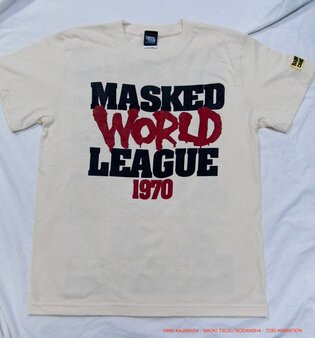 MASKED
WORLD
LEAGUE
1970
©IKKI KAJIWARA・NAOKI TSUJI／KODANSHA・TOEI ANIMATION